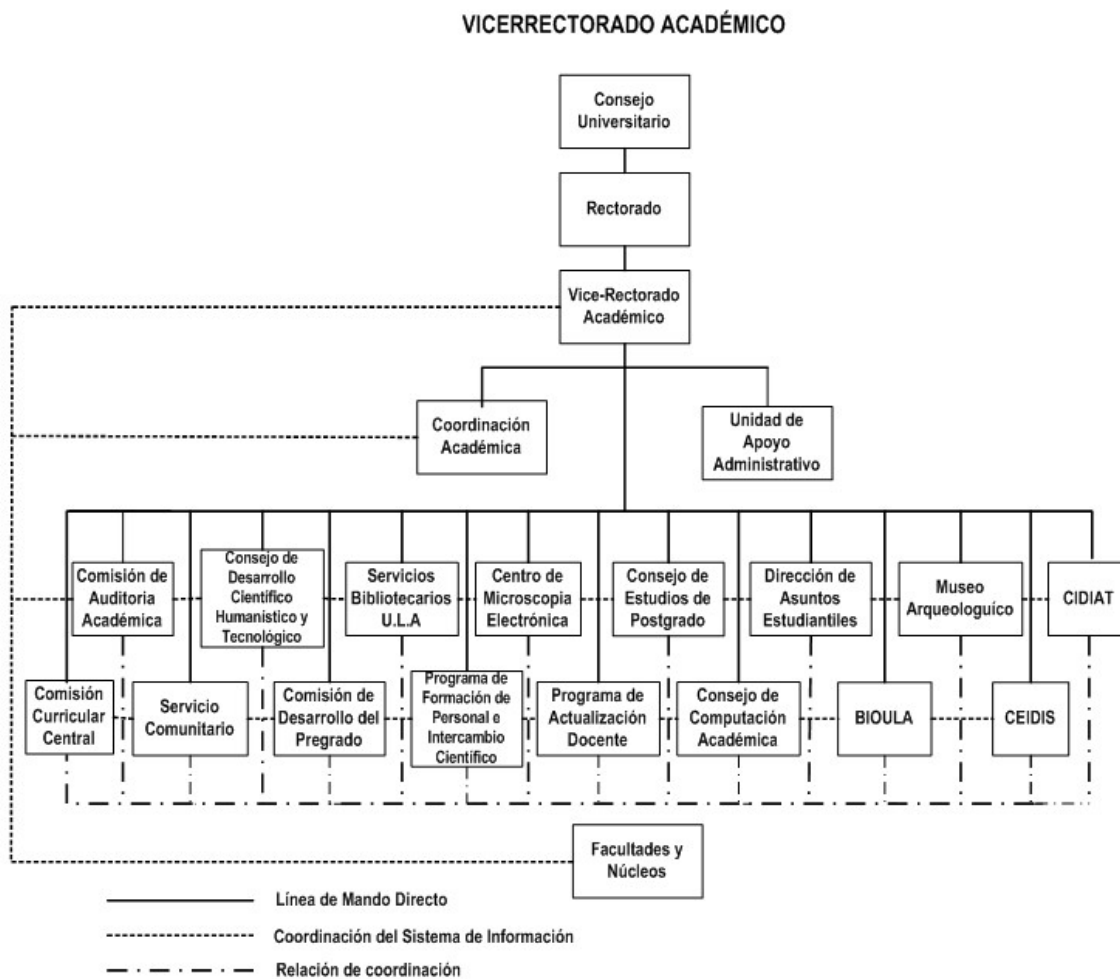 VICERRECTORADO ACADÉMICO
Consejo
Universitario
Rectorado
Vice-Rectorado
Académico
Coordinación
Académica
Unidad de
Apoyo
Administrativo
Comisión de
Auditoria
Académica
Consejo de
Desarrollo
Científico
Humanístico y
Tecnológico
Servicios
Bibliotecarios
U.L.A
Centro de
Microscopia
Electrónica
Consejo de
Estudios de
Postgrado
Dirección de
Asuntos
Estudiantiles
Museo
Arqueologuíco
CIDIAT
Comisión
Curricular
Central
Servicio
Comunitario
Comisión de
Desarrollo del
Pregrado
Programa de
Formación de
Personal e
Intercambio
Científico
Programa de
Actualización
Docente
Consejo de
Computación
Académica
BIOULA
CEIDIS
Facultades y
Núcleos
Línea de Mando Directo
Coordinación del Sistema de Información
Relación de coordinación